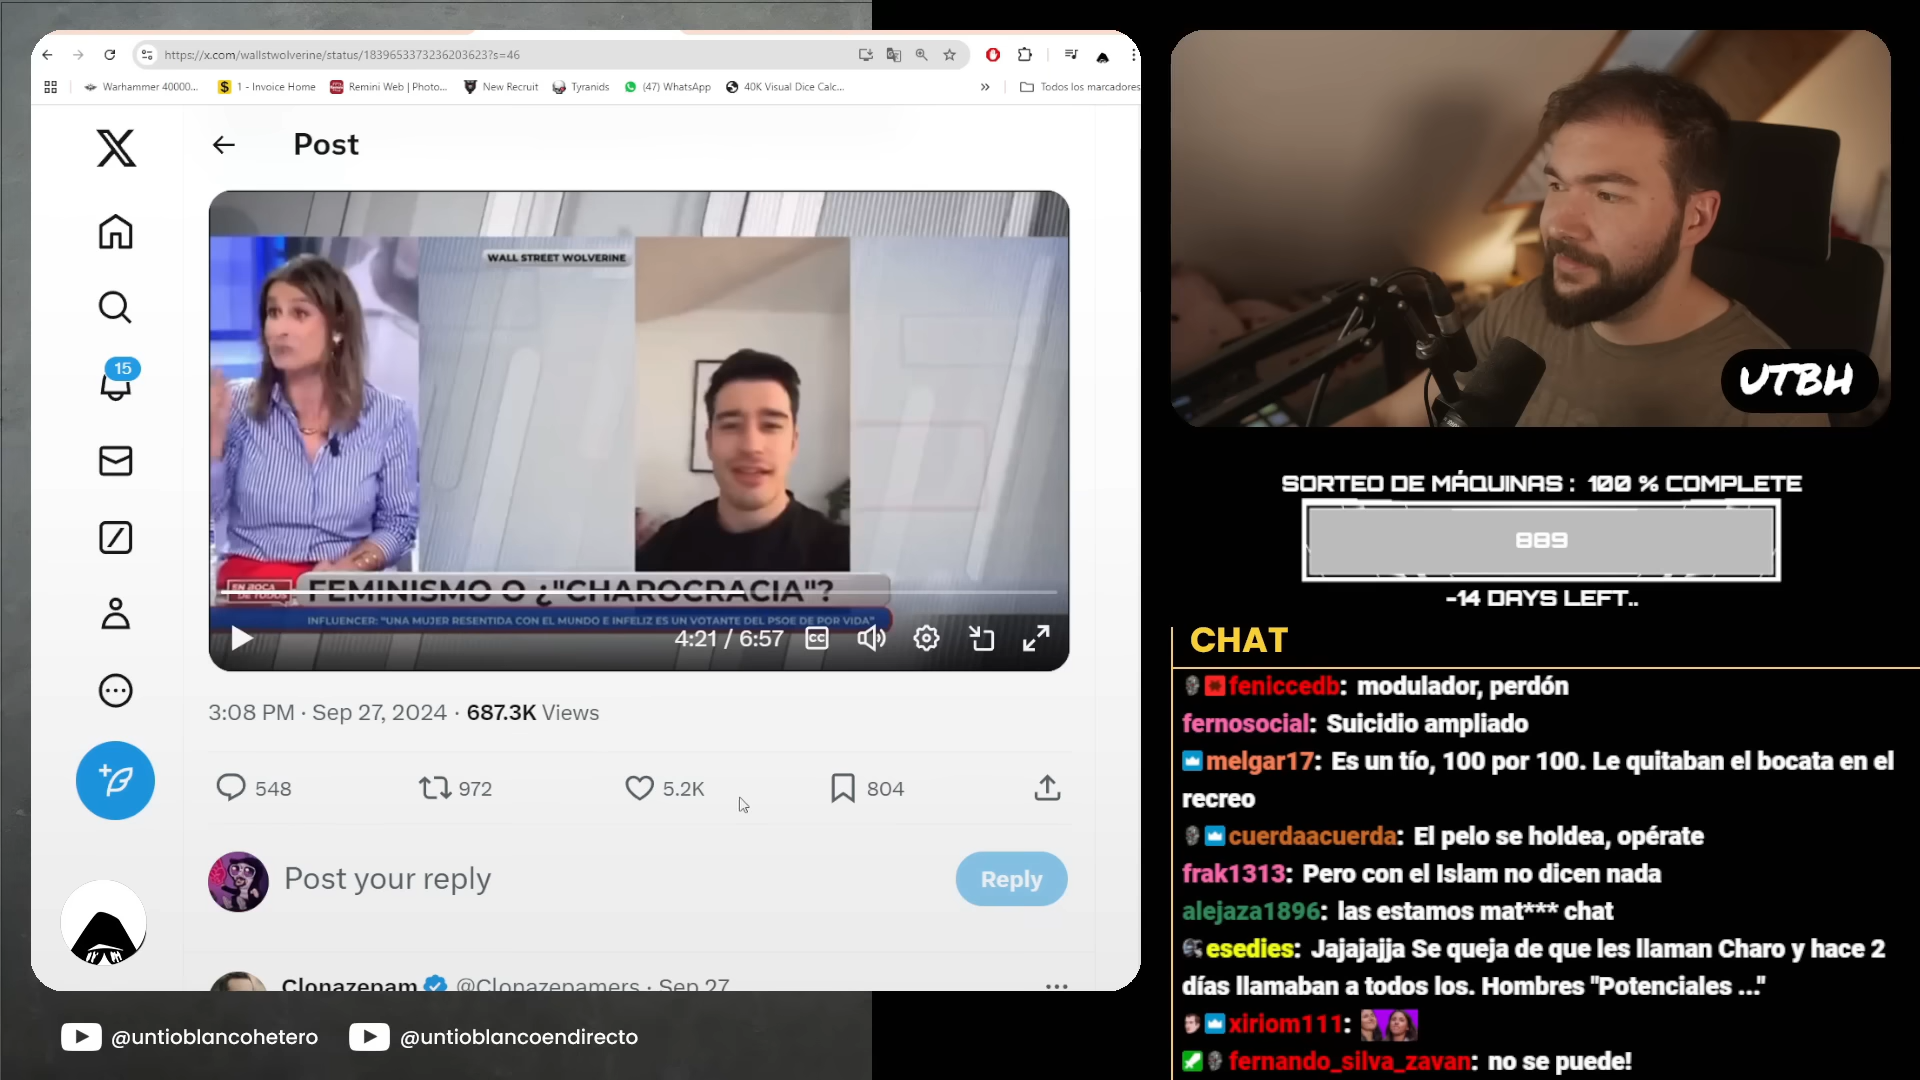 https://x.com/wallstwolverine/status/1839653373236203623?s=46
Warhammer 40000...
1 - Invoice Home
Remini Web | Photo...
New Recruit
Tyranids
(47) WhatsApp
40K Visual Dice Calc...
»
Todos los marcadores
Post
15
WALL STREET WOLVERINE
EN BOCA DE TODOS
FEMINISMO O ¿"CHAROCRACIA"?
INFLUENCER: "UNA MUJER RESENTIDA CON EL MUNDO E INFELIZ ES UN VOTANTE DEL PSOE DE POR VIDA"
4:21 / 6:57
CC
3:08 PM · Sep 27, 2024 · 687.3K Views
548
972
5.2K
804
Post your reply
Reply
Clonazepam @Clonazepamers · Sep 27
@untioblancohetero
@untioblancoendirecto
UTBH
SORTEO DE MÁQUINAS : 100 % COMPLETE
889
-14 DAYS LEFT..
CHAT
feniccedb: modulador, perdón
fernosocial: Suicidio ampliado
melgar17: Es un tío, 100 por 100. Le quitaban el bocata en el
recreo
cuerdaacuerda: El pelo se holdea, opérate
frak1313: Pero con el Islam no dicen nada
alejaza1896: las estamos mat*** chat
esedies: Jajajajja Se queja de que les llaman Charo y hace 2
días llamaban a todos los. Hombres "Potenciales ..."
xiriom111:
fernando_silva_zavan: no se puede!